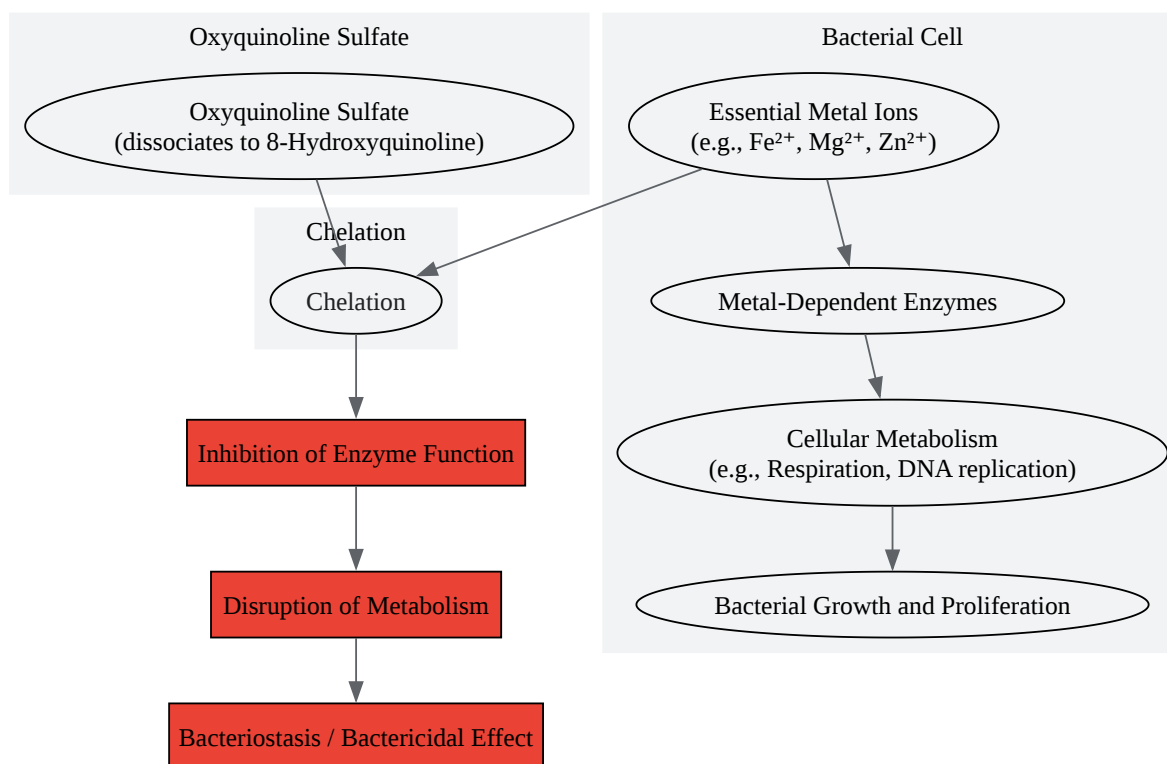 Oxyquinoline Sulfate
Oxyquinoline Sulfate
(dissociates to 8-Hydroxyquinoline)
Chelation
Chelation
Inhibition of Enzyme Function
Disruption of Metabolism
Bacteriostasis / Bactericidal Effect
Bacterial Cell
Essential Metal Ions
(e.g., Fe²⁺, Mg²⁺, Zn²⁺)
Metal-Dependent Enzymes
Cellular Metabolism
(e.g., Respiration, DNA replication)
Bacterial Growth and Proliferation